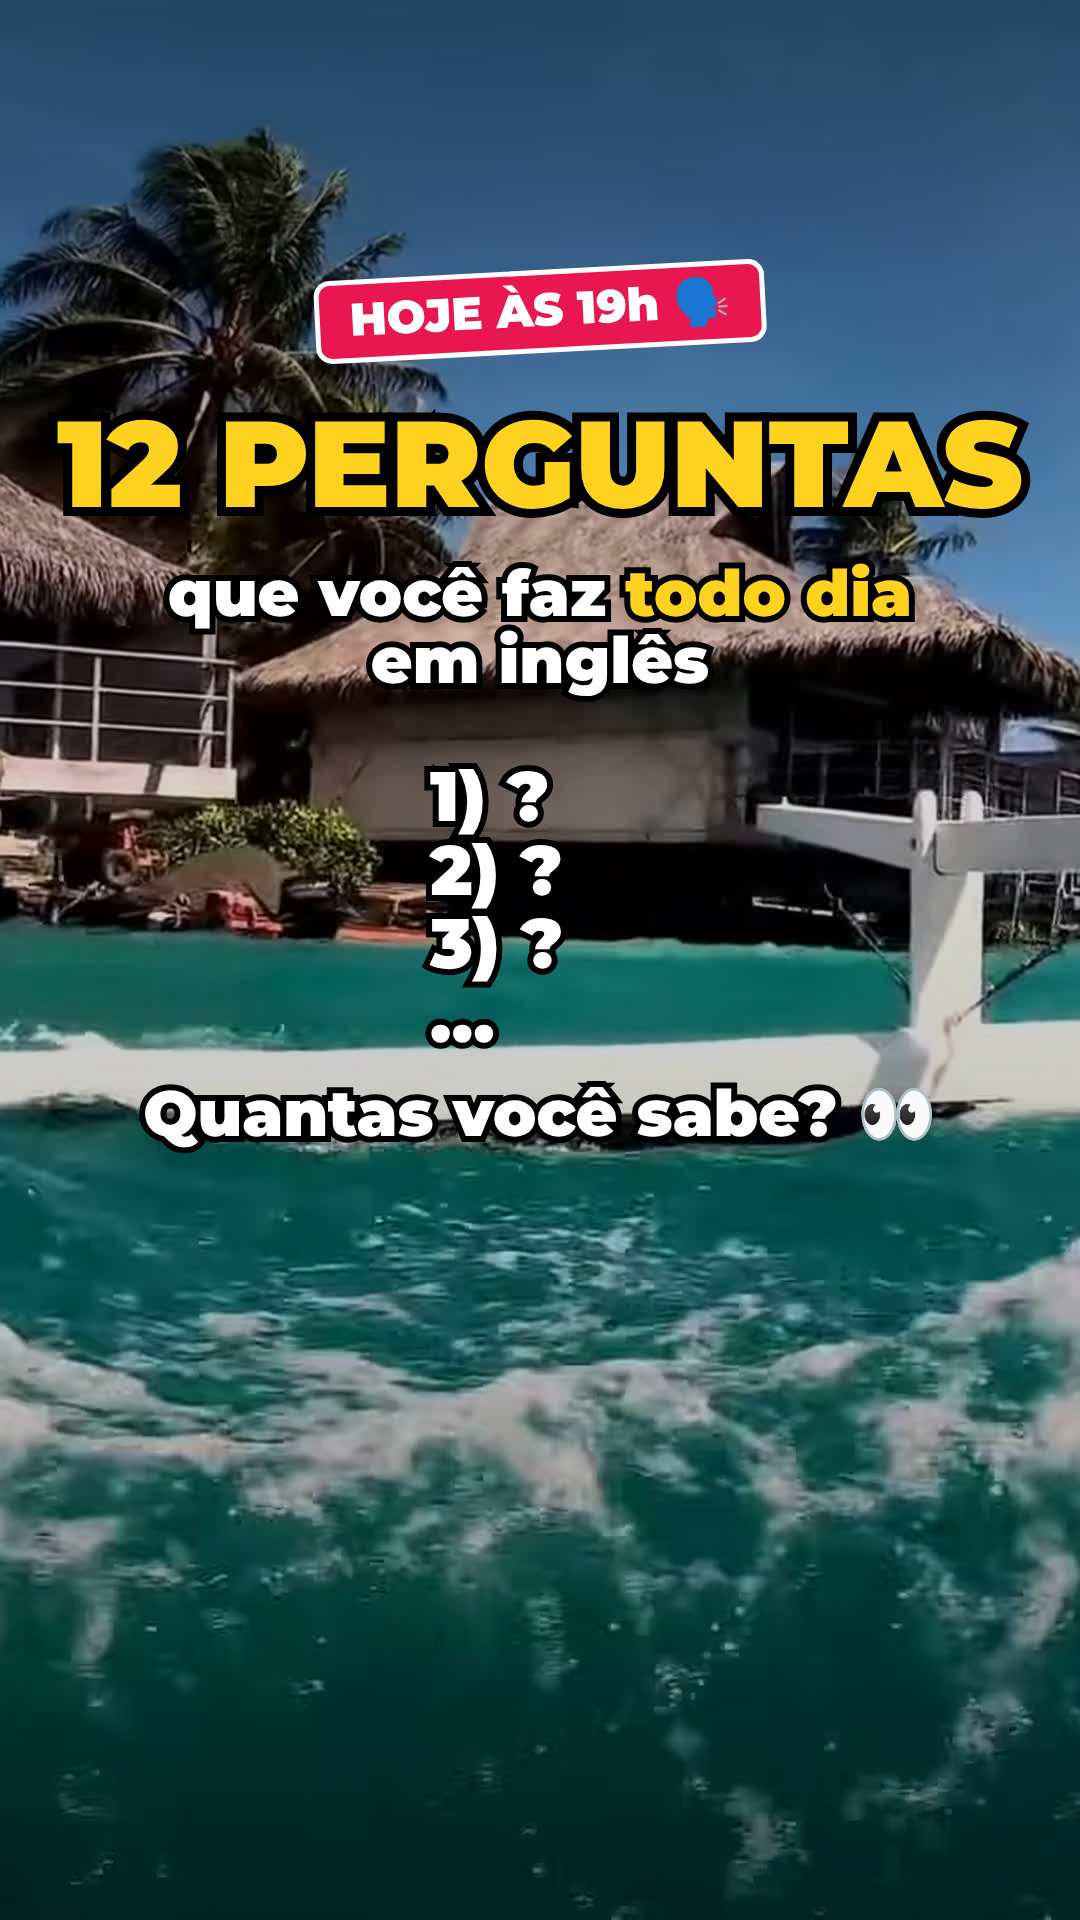 HOJE ÀS 19h 🗣️
12 PERGUNTAS
que você faz todo dia
em inglês
1) ?
2) ?
3) ?
...
Quantas você sabe? 👀